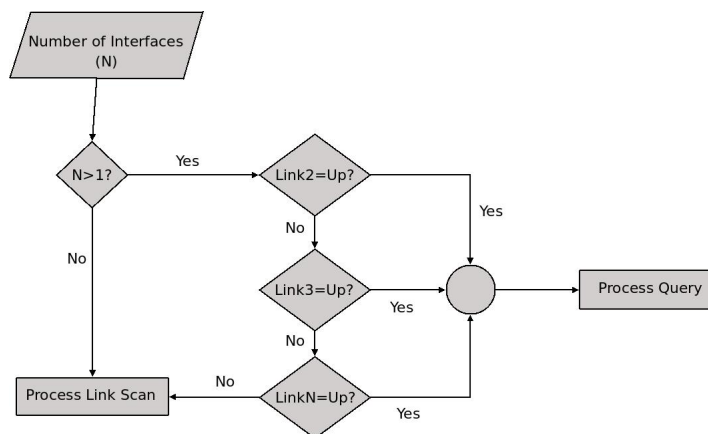 Number of Interfaces
(N)
N>1?
Yes
Link2=Up?
Yes
No
No
Link3=Up?
Yes
Process Query
No
Process Link Scan
No
LinkN=Up?
Yes